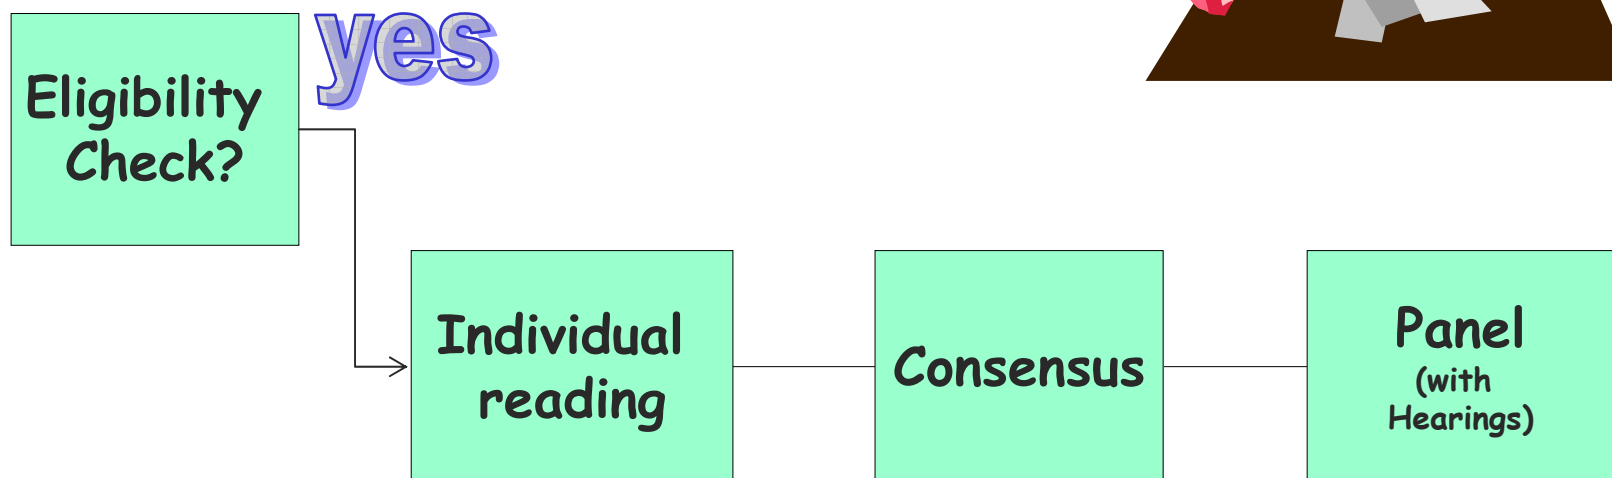 yes
Eligibility
Check?
Individual
reading
Consensus
Panel
(with
Hearings)